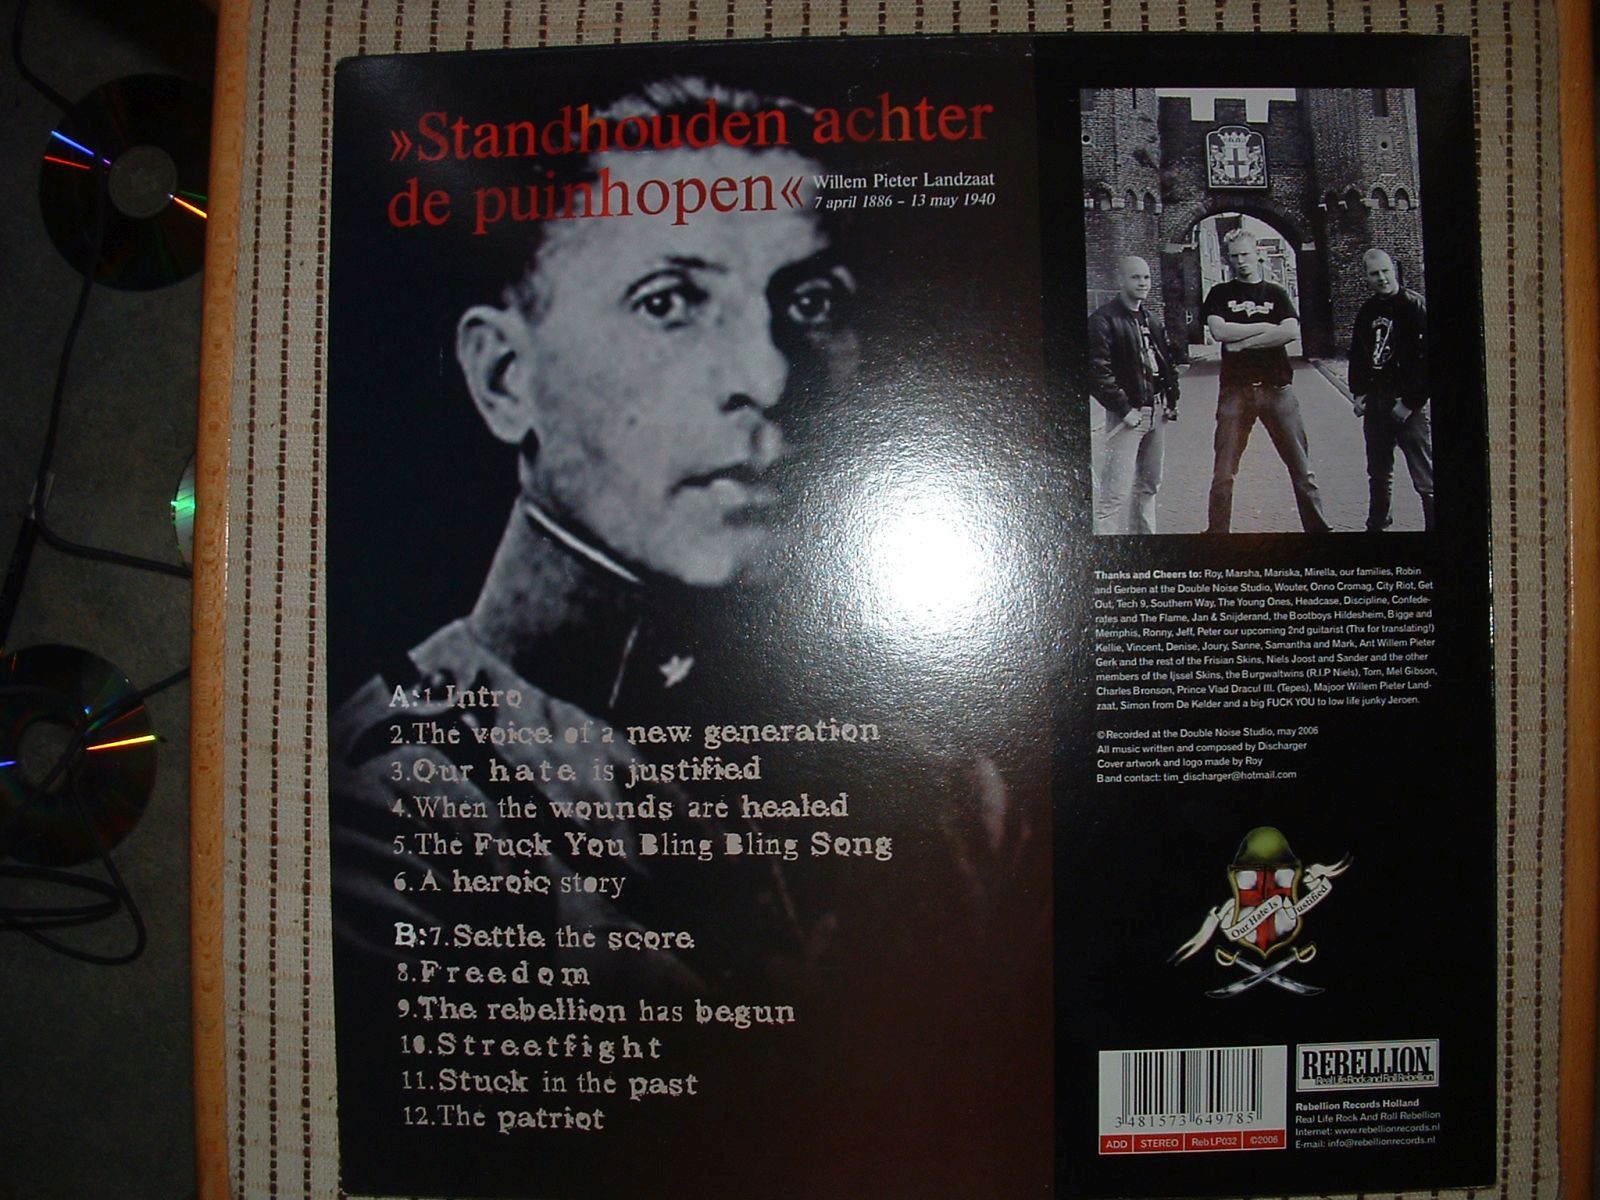 »Standhouden achter
de puinhopen«
Willem Pieter Landzaat
7 april 1886 – 13 may 1940
A:1.Intro
2.The voice of a new generation
3.Our hate is justified
4.When the wounds are healed
5.The Fuck You Bling Bling Song
6.A heroic story
B:7.Settle the score
8.Freedom
9.The rebellion has begun
10.Streetfight
11.Stuck in the past
12.The patriot
Thanks and Cheers to: Roy, Marsha, Mariska, Mirella, our families, Robin
and Gerben at the Double Noise Studio, Wouter, Onno Cromag, City Riot, Get
Out, Tech 9, Southern Way, The Young Ones, Headcase, Discipline, Confede-
rates and The Flame, Jan & Snijderand, the Bootboys Hildesheim, Bigge and
Memphis, Ronny, Jeff, Peter our upcoming 2nd guitarist (Thx for translating!)
Kellie, Vincent, Denise, Joury, Sanne, Samantha and Mark, Ant Willem Pieter
Gerk and the rest of the Frisian Skins, Niels Joost and Sander and the other
members of the Ijssel Skins, the Burgwaltwins (R.I.P Niels), Tom, Mel Gibson,
Charles Bronson, Prince Vlad Dracul III. (Tepes), Majoor Willem Pieter Land-
zaat, Simon from De Kelder and a big FUCK YOU to low life junky Jeroen.
©Recorded at the Double Noise Studio, may 2006
All music written and composed by Discharger
Cover artwork and logo made by Roy
Band contact: tim_discharger@hotmail.com
Our Hate Is Justified
3 481573 649785
ADD STEREO Reb LP032 ©2006
REBELLION
Real Life Rock and Roll Rebellion
Rebellion Records Holland
Real Life Rock And Roll Rebellion
Internet: www.rebellionrecords.nl
E-mail: info@rebellionrecords.nl